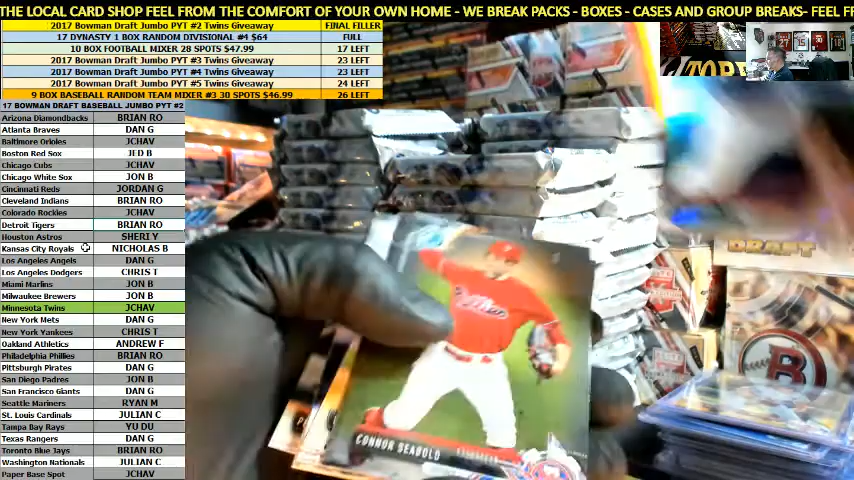 THE LOCAL CARD SHOP FEEL FROM THE COMFORT OF YOUR OWN HOME - WE BREAK PACKS - BOXES - CASES AND GROUP BREAKS- FEEL FR
2017 Bowman Draft Jumbo PYT #2 Twins Giveaway FINAL FILLER
17 DYNASTY 1 BOX RANDOM DIVISIONAL #4 $64 FULL
10 BOX FOOTBALL MIXER 28 SPOTS $47.99 17 LEFT
2017 Bowman Draft Jumbo PYT #3 Twins Giveaway 23 LEFT
2017 Bowman Draft Jumbo PYT #4 Twins Giveaway 23 LEFT
2017 Bowman Draft Jumbo PYT #5 Twins Giveaway 24 LEFT
9 BOX BASEBALL RANDOM TEAM MIXER #3 30 SPOTS $46.99 26 LEFT
17 BOWMAN DRAFT BASEBALL JUMBO PYT #2
Arizona Diamondbacks BRIAN RO
Atlanta Braves DAN G
Baltimore Orioles JCHAV
Boston Red Sox JED B
Chicago Cubs JCHAV
Chicago White Sox JON B
Cincinnati Reds JORDAN G
Cleveland Indians BRIAN RO
Colorado Rockies JCHAV
Detroit Tigers BRIAN RO
Houston Astros SHERI Y
Kansas City Royals NICHOLAS B
Los Angeles Angels DAN G
Los Angeles Dodgers CHRIS T
Miami Marlins JON B
Milwaukee Brewers JON B
Minnesota Twins JCHAV
New York Mets DAN G
New York Yankees CHRIS T
Oakland Athletics ANDREW F
Philadelphia Phillies BRIAN RO
Pittsburgh Pirates DAN G
San Diego Padres JON B
San Francisco Giants DAN G
Seattle Mariners RYAN M
St. Louis Cardinals JULIAN C
Tampa Bay Rays YU DU
Texas Rangers DAN G
Toronto Blue Jays BRIAN RO
Washington Nationals JULIAN C
Paper Base Spot JCHAV
DRAFT
B
CONNOR SEABOLD